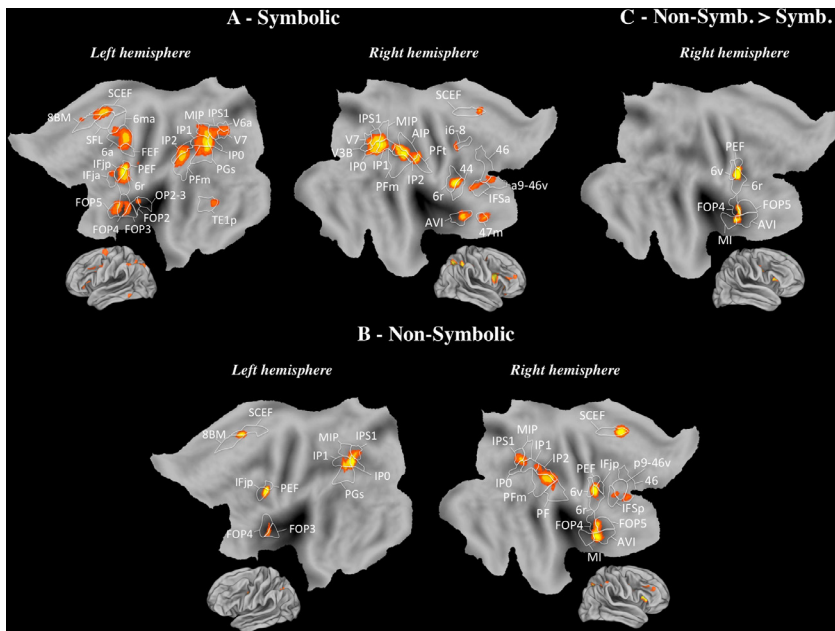 A - Symbolic
C - Non-Symb. > Symb.
Left hemisphere
Right hemisphere
Right hemisphere
SCEF
8BM
6ma
SFL
6a
FEF
IFJp
PEF
IFJa
6r
FOP5
OP2-3
FOP2
FOP4
FOP3
MIP
IPS1
IP1
V6a
IP2
V7
IP0
PFm
PGs
TE1p
SCEF
IPS1
MIP
V7
AIP
i6-8
V3B
PFt
46
IP0
IP1
IP2
44
PFm
6r
a9-46v
IFSa
AVI
47m
PEF
6v
6r
FOP4
FOP5
AVI
MI
B - Non-Symbolic
Left hemisphere
Right hemisphere
SCEF
8BM
MIP
IPS1
IP1
IP0
PGs
IFJp
PEF
FOP4
FOP3
SCEF
MIP
IPS1
IP1
IP2
IFJp
p9-46v
PEF
46
IP0
PFm
6v
IFSp
PF
6r
FOP4
FOP5
AVI
MI